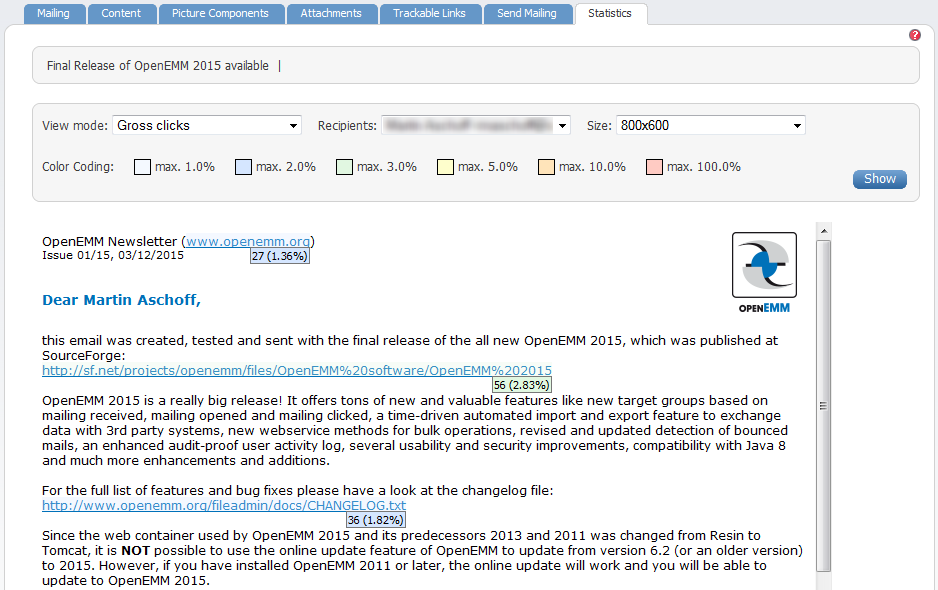 Mailing Content Picture Components Attachments Trackable Links Send Mailing Statistics
?
Final Release of OpenEMM 2015 available |
View mode: Gross clicks Recipients: Size: 800x600
Color Coding: max. 1.0% max. 2.0% max. 3.0% max. 5.0% max. 10.0% max. 100.0%
Show
OpenEMM Newsletter (www.openemm.org)
Issue 01/15, 03/12/2015
27 (1.36%)
OPENEMM
Dear Martin Aschoff,
this email was created, tested and sent with the final release of the all new OpenEMM 2015, which was published at
SourceForge:
http://sf.net/projects/openemm/files/OpenEMM%20software/OpenEMM%202015
56 (2.83%)
OpenEMM 2015 is a really big release! It offers tons of new and valuable features like new target groups based on
mailing received, mailing opened and mailing clicked, a time-driven automated import and export feature to exchange
data with 3rd party systems, new webservice methods for bulk operations, revised and updated detection of bounced
mails, an enhanced audit-proof user activity log, several usability and security improvements, compatibility with Java 8
and much more enhancements and additions.
For the full list of features and bug fixes please have a look at the changelog file:
http://www.openemm.org/fileadmin/docs/CHANGELOG.txt
36 (1.82%)
Since the web container used by OpenEMM 2015 and its predecessors 2013 and 2011 was changed from Resin to
Tomcat, it is NOT possible to use the online update feature of OpenEMM to update from version 6.2 (or an older version)
to 2015. However, if you have installed OpenEMM 2011 or later, the online update will work and you will be able to
update to OpenEMM 2015.